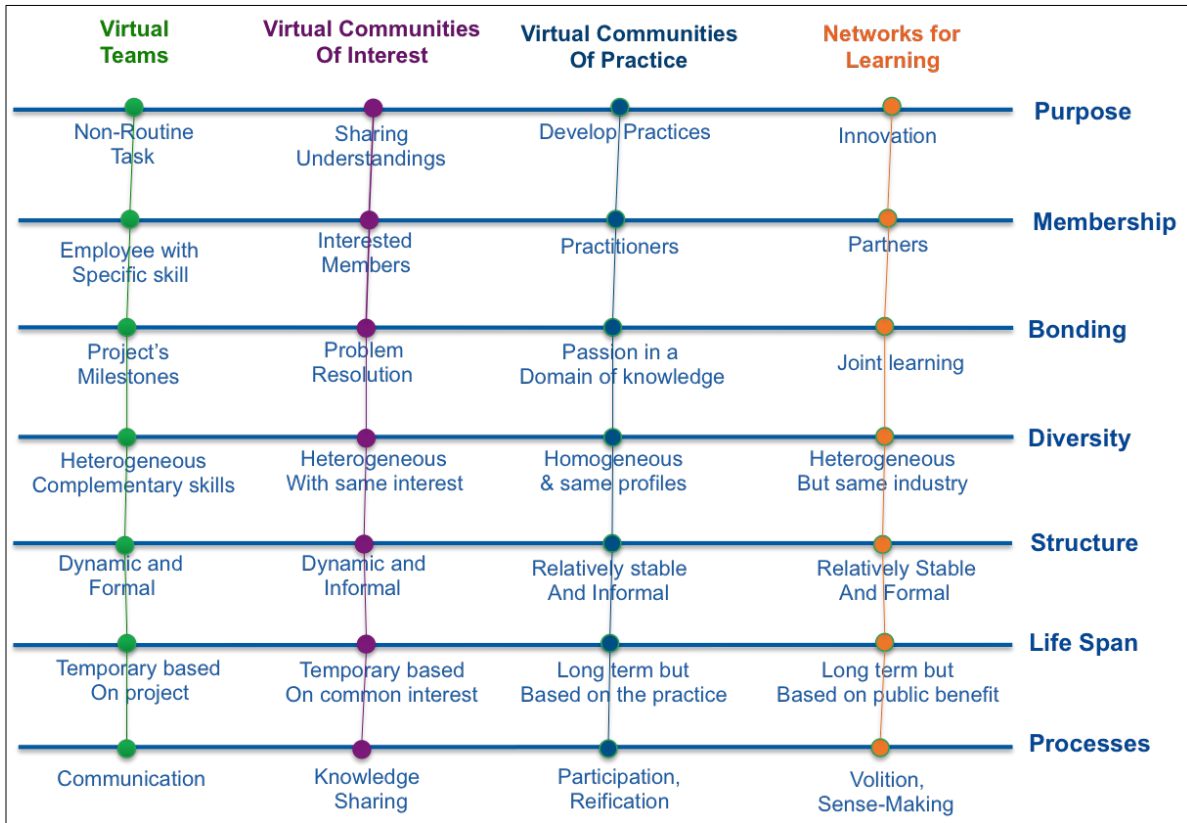 Virtual
Teams
Virtual Communities
Of Interest
Virtual Communities
Of Practice
Networks for
Learning
Purpose
Non-Routine
Task
Sharing
Understandings
Develop Practices
Innovation
Membership
Employee with
Specific skill
Interested
Members
Practitioners
Partners
Bonding
Project's
Milestones
Problem
Resolution
Passion in a
Domain of knowledge
Joint learning
Diversity
Heterogeneous
Complementary skills
Heterogeneous
With same interest
Homogeneous
& same profiles
Heterogeneous
But same industry
Structure
Dynamic and
Formal
Dynamic and
Informal
Relatively stable
And Informal
Relatively Stable
And Formal
Life Span
Temporary based
On project
Temporary based
On common interest
Long term but
Based on the practice
Long term but
Based on public benefit
Processes
Communication
Knowledge
Sharing
Participation,
Reification
Volition,
Sense-Making